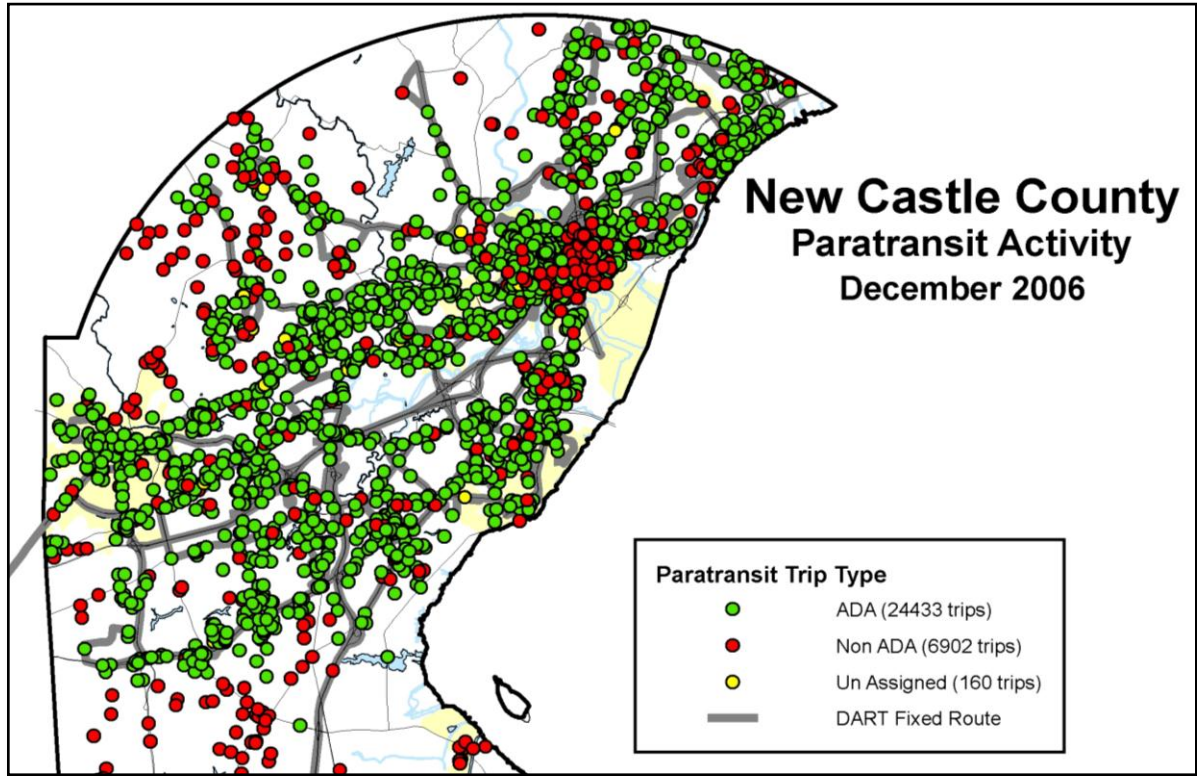 New Castle County
Paratransit Activity
December 2006
Paratransit Trip Type
ADA (24433 trips)
Non ADA (6902 trips)
Un Assigned (160 trips)
DART Fixed Route